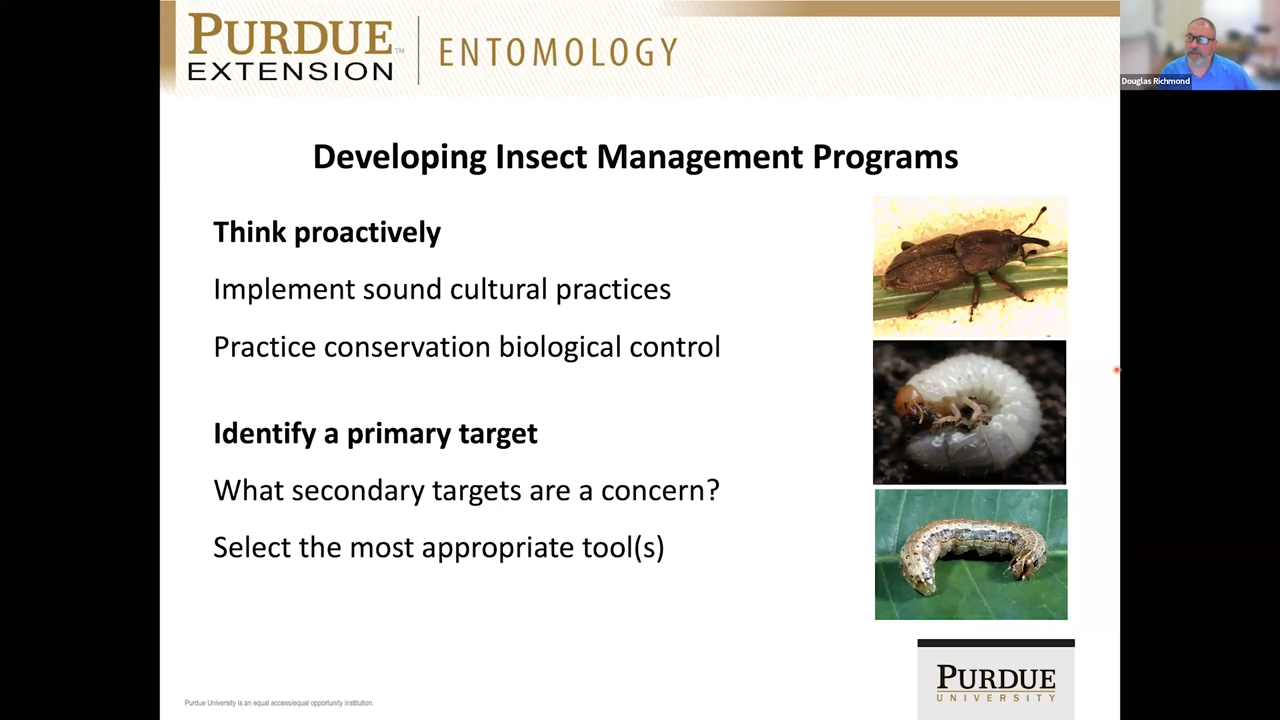 PURDUE™
EXTENSION
ENTOMOLOGY
Douglas Richmond
Developing Insect Management Programs
Think proactively
Implement sound cultural practices
Practice conservation biological control
Identify a primary target
What secondary targets are a concern?
Select the most appropriate tool(s)
PURDUE
UNIVERSITY
Purdue University is an equal access/equal opportunity institution.